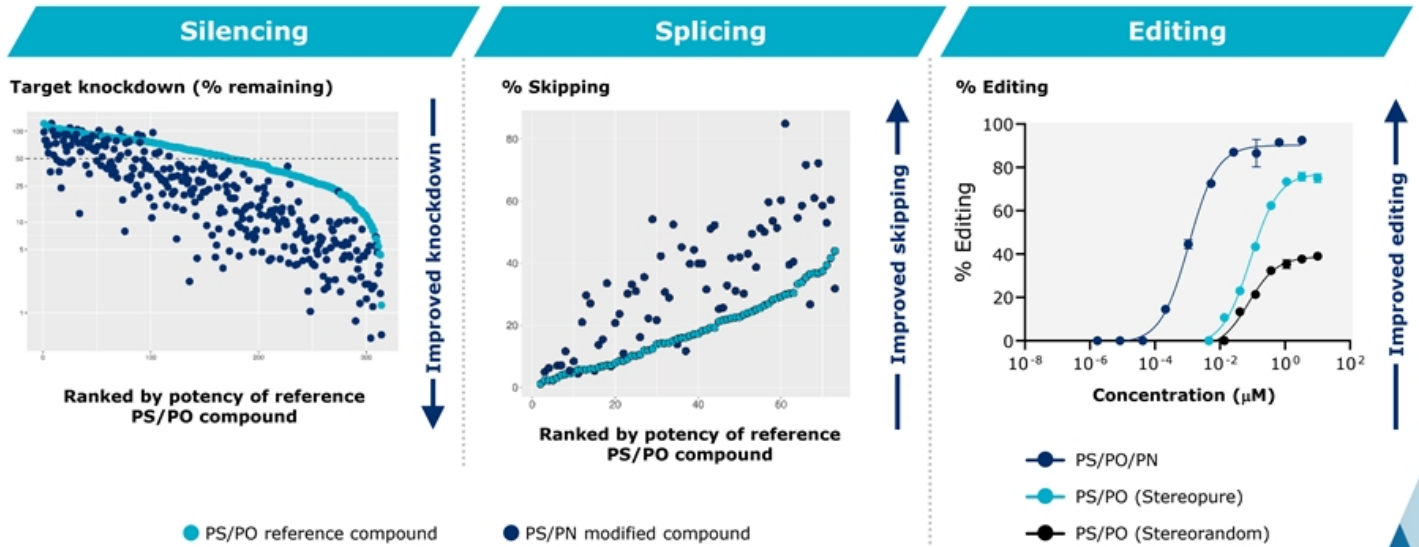 Silencing
Splicing
Editing
Target knockdown (% remaining)
100
50
25
10
5
1
0
100
200
300
Improved knockdown
Ranked by potency of reference
PS/PO compound
% Skipping
80
60
40
20
0
0
20
40
60
Improved skipping
Ranked by potency of reference
PS/PO compound
% Editing
% Editing
100
80
60
40
20
0
10⁻⁸
10⁻⁶
10⁻⁴
10⁻²
10⁰
10²
Concentration (μM)
Improved editing
PS/PO/PN
PS/PO (Stereopure)
PS/PO (Stereorandom)
PS/PO reference compound
PS/PN modified compound